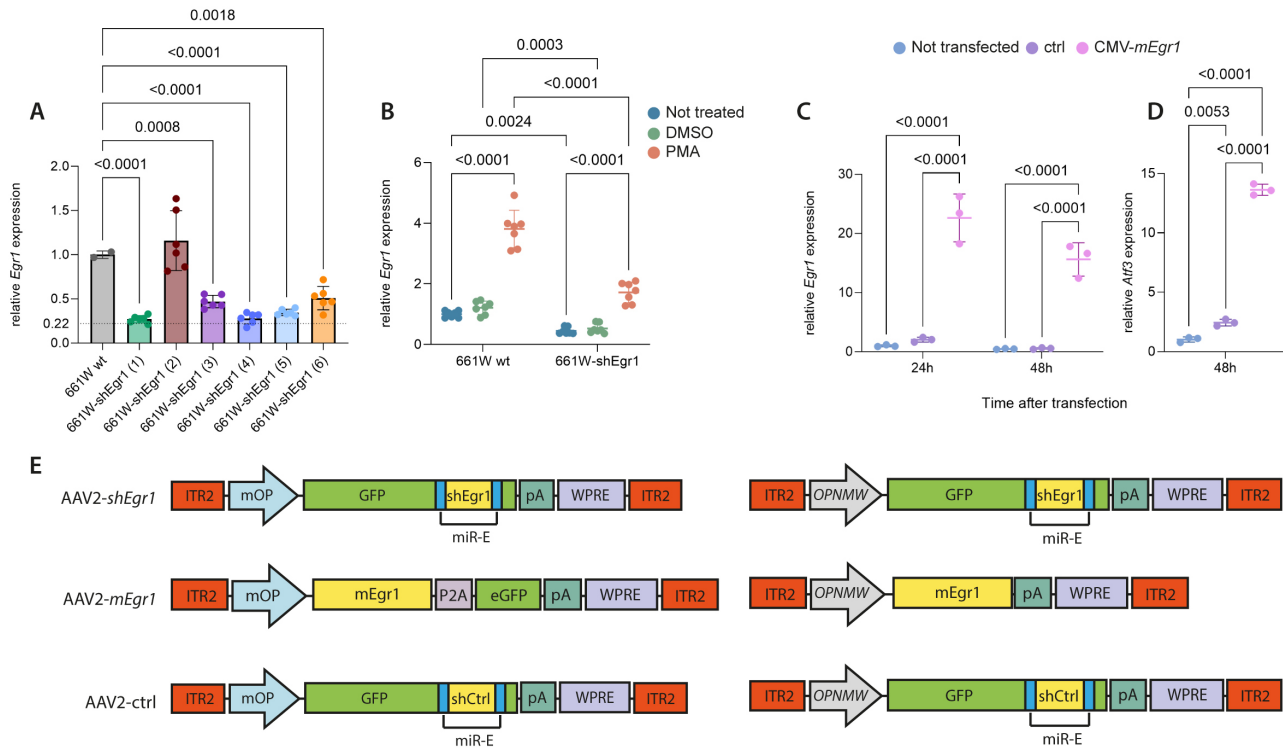 A
0.0018
<0.0001
<0.0001
0.0008
<0.0001
relative Egr1 expression
2.0
1.5
1.0
0.5
0.22
0.0
661W wt
661W-shEgr1 (1)
661W-shEgr1 (2)
661W-shEgr1 (3)
661W-shEgr1 (4)
661W-shEgr1 (5)
661W-shEgr1 (6)
B
0.0003
<0.0001
0.0024
<0.0001
<0.0001
Not treated
DMSO
PMA
relative Egr1 expression
6
4
2
0
661W wt
661W-shEgr1
Not transfected
ctrl
CMV-mEgr1
C
<0.0001
<0.0001
<0.0001
<0.0001
relative Egr1 expression
30
20
10
0
24h
48h
D
<0.0001
0.0053
<0.0001
relative Atf3 expression
15
10
5
0
48h
Time after transfection
E
AAV2-shEgr1
ITR2 mOP GFP shEgr1 pA WPRE ITR2
miR-E
ITR2 OPNMW GFP shEgr1 pA WPRE ITR2
miR-E
AAV2-mEgr1
ITR2 mOP mEgr1 P2A eGFP pA WPRE ITR2
ITR2 OPNMW mEgr1 pA WPRE ITR2
AAV2-ctrl
ITR2 mOP GFP shCtrl pA WPRE ITR2
miR-E
ITR2 OPNMW GFP shCtrl pA WPRE ITR2
miR-E